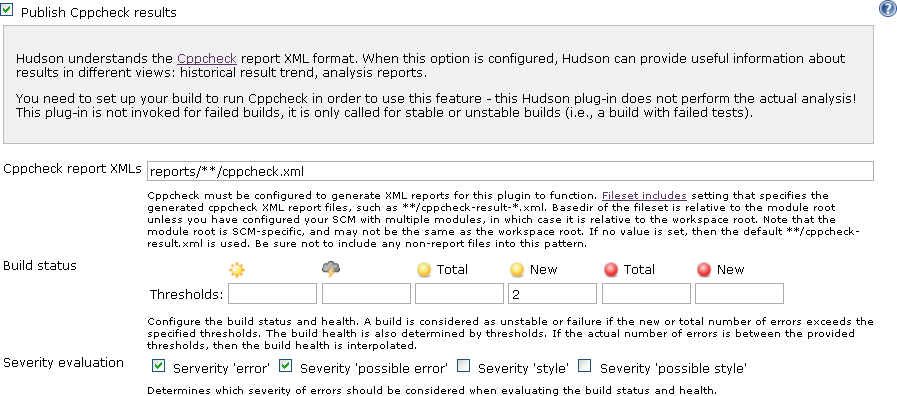 Publish Cppcheck results
Hudson understands the Cppcheck report XML format. When this option is configured, Hudson can provide useful information about
results in different views: historical result trend, analysis reports.
You need to set up your build to run Cppcheck in order to use this feature - this Hudson plug-in does not perform the actual analysis!
This plug-in is not invoked for failed builds, it is only called for stable or unstable builds (i.e., a build with failed tests).
Cppcheck report XMLs reports/**/cppcheck.xml
Cppcheck must be configured to generate XML reports for this plugin to function. Fileset includes setting that specifies the
generated cppcheck XML report files, such as **/cppcheck-result-*.xml. Basedir of the fileset is relative to the module root
unless you have configured your SCM with multiple modules, in which case it is relative to the workspace root. Note that the
module root is SCM-specific, and may not be the same as the workspace root. If no value is set, then the default **/cppcheck-
result.xml is used. Be sure not to include any non-report files into this pattern.
Build status Total New Total New
Thresholds: 2
Configure the build status and health. A build is considered as unstable or failure if the new or total number of errors exceeds the
specified thresholds. The build health is also determined by thresholds. If the actual number of errors is between the provided
thresholds, then the build health is interpolated.
Severity evaluation Serverity 'error' Severity 'possible error' Severity 'style' Severity 'possible style'
Determines which severity of errors should be considered when evaluating the build status and health.